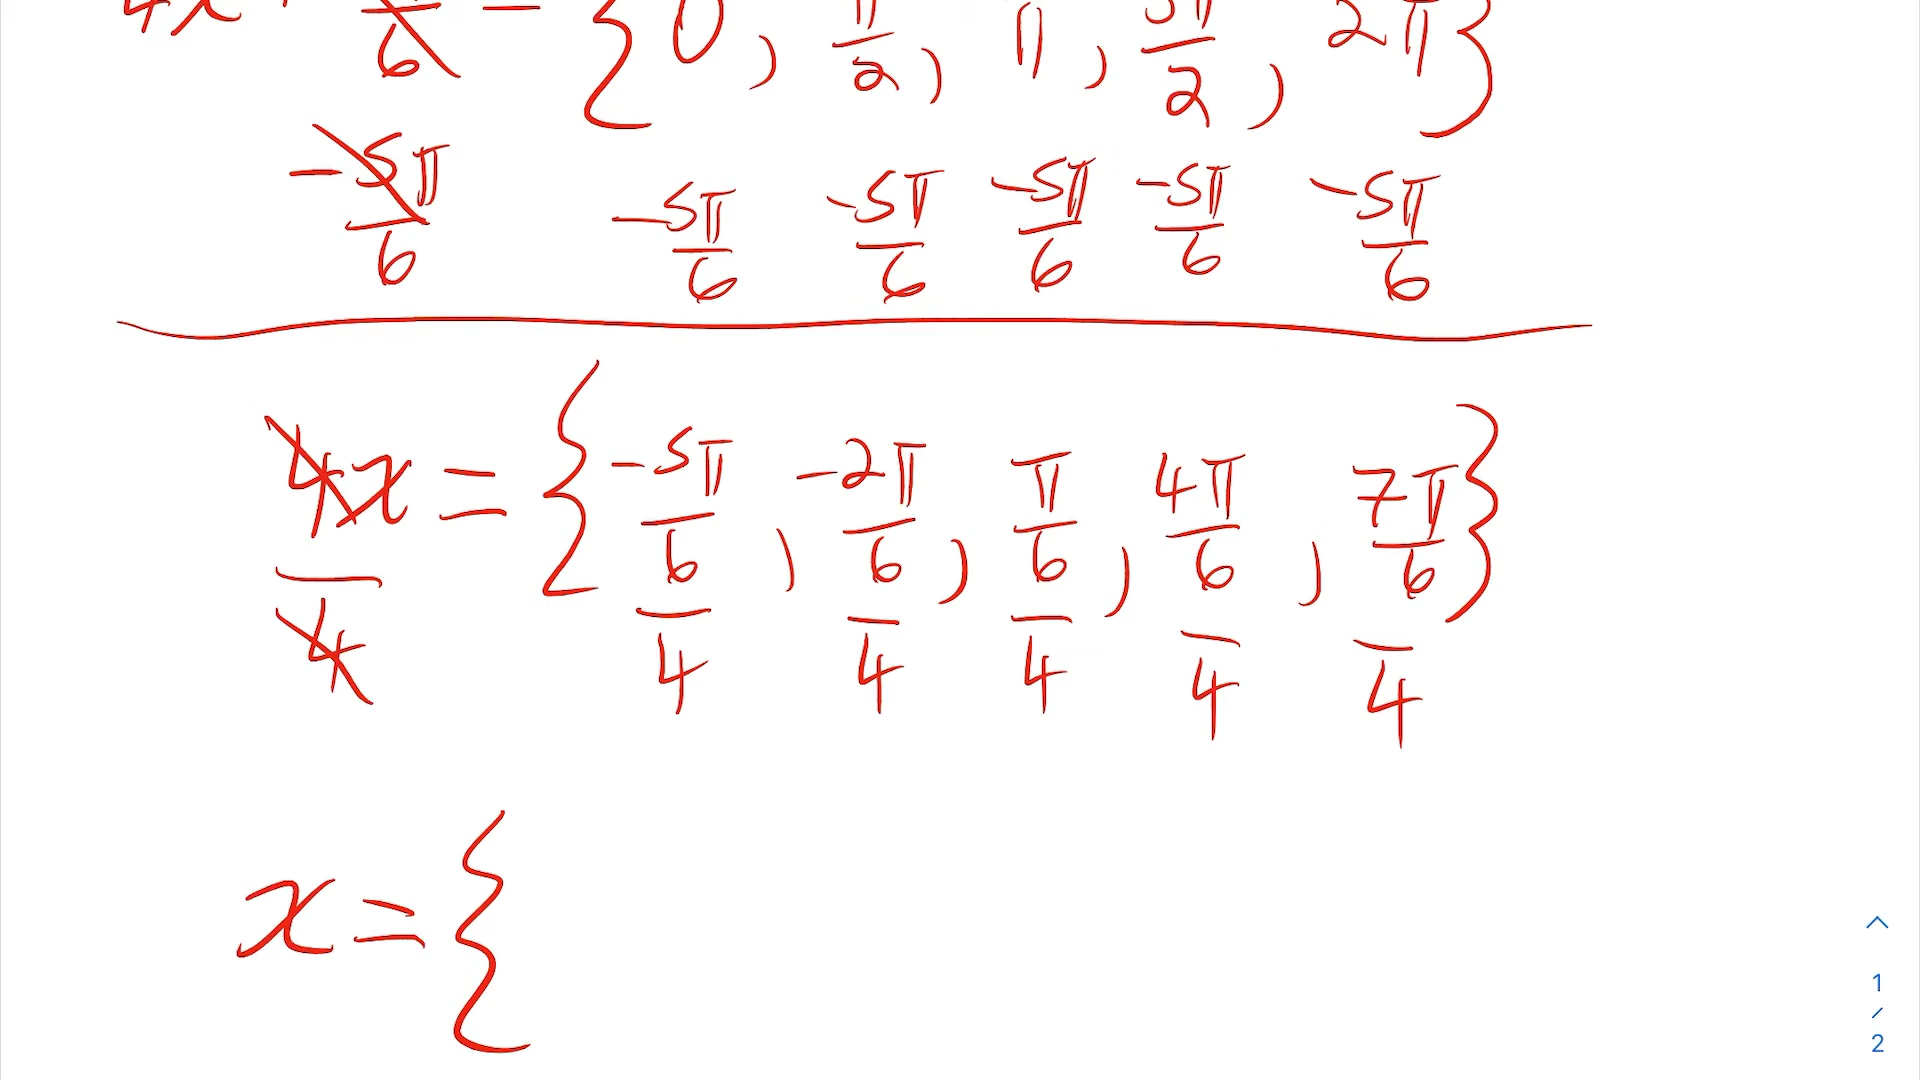 4x + 5π/6 = {0, π/2, π, 3π/2, 2π}
-5π/6 -5π/6 -5π/6 -5π/6 -5π/6 -5π/6
4x/4 = {-5π/6/4, -2π/6/4, π/6/4, 4π/6/4, 7π/6/4}
x = {
^
1
/
2